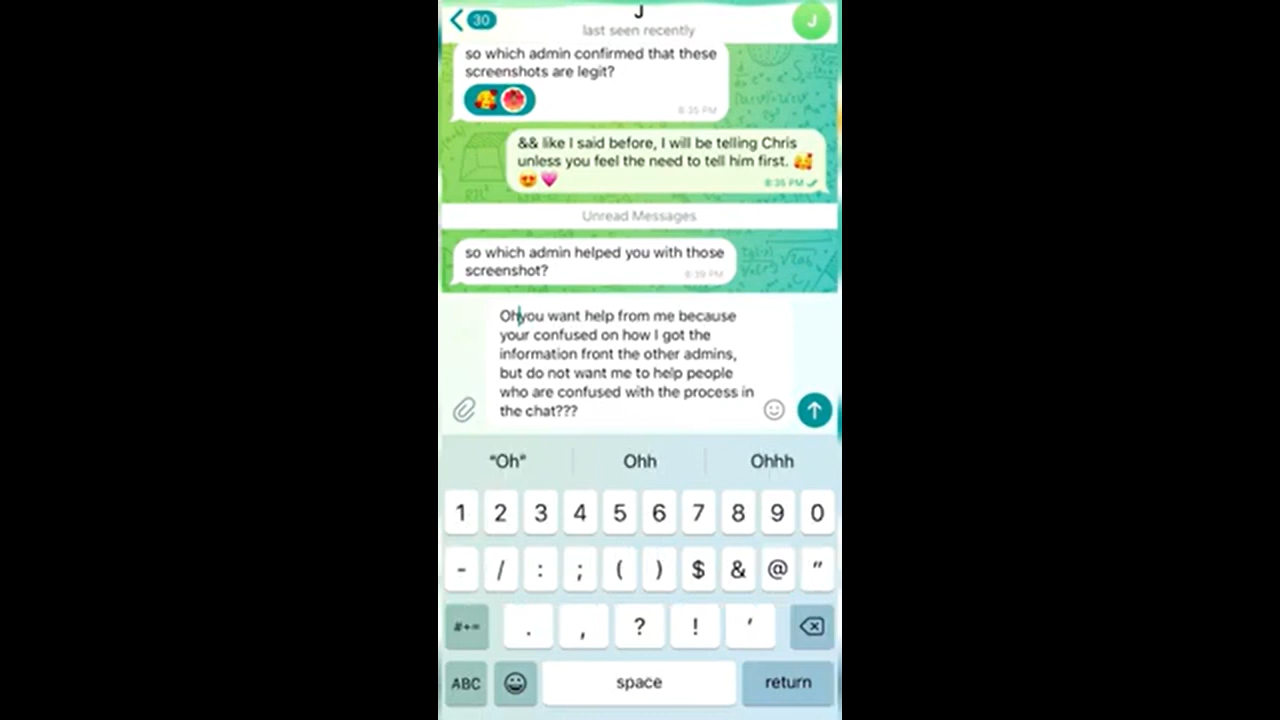 30
J
last seen recently
J
so which admin confirmed that these
screenshots are legit?
8:35 PM
&& like I said before, I will be telling Chris
unless you feel the need to tell him first. 🥰
😍💗
8:35 PM
Unread Messages
so which admin helped you with those
screenshot?
8:39 PM
Ohyou want help from me because
your confused on how I got the
information front the other admins,
but do not want me to help people
who are confused with the process in
the chat???
"Oh" Ohh Ohhh
1 2 3 4 5 6 7 8 9 0
- / : ; ( ) $ & @ "
#+= . , ? ! '
ABC space return